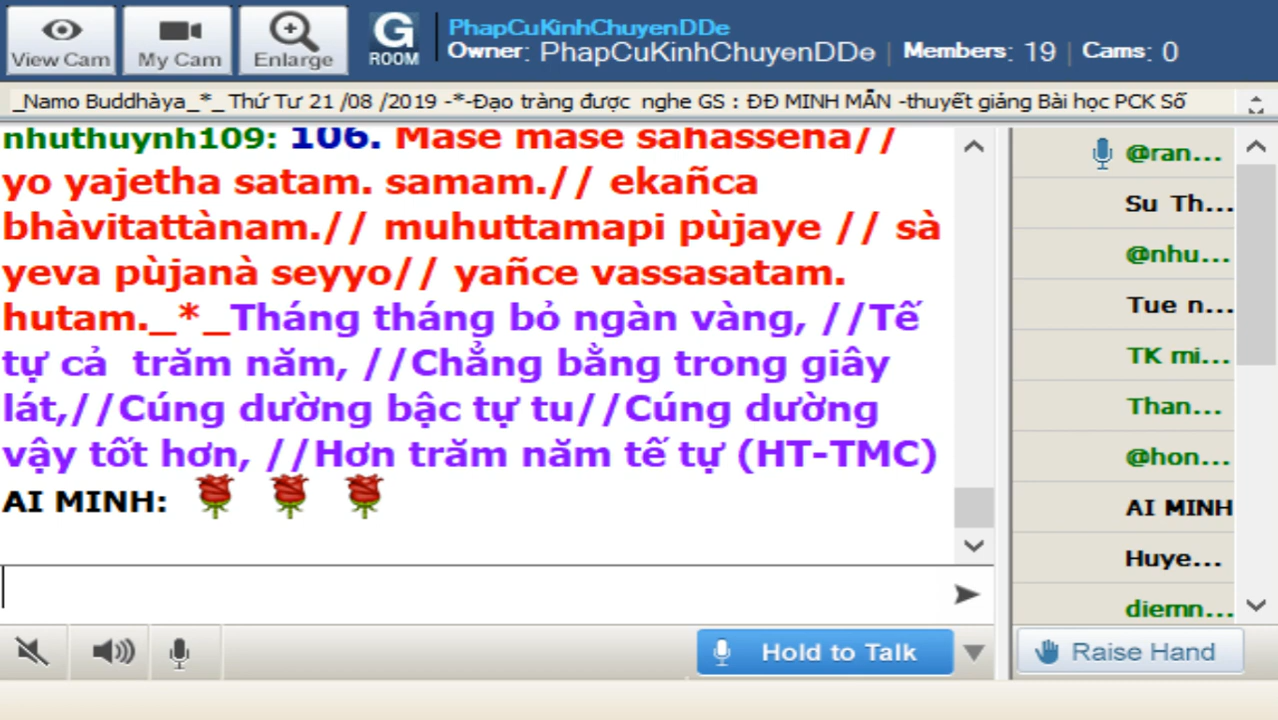 View Cam
My Cam
Enlarge
G
ROOM
PhapCuKinhChuyenDDe
Owner: PhapCuKinhChuyenDDe | Members: 19 | Cams: 0
_Namo Buddhàya_*_ Thứ Tư 21 /08 /2019 -*-Đạo tràng được nghe GS : ĐĐ MINH MẪN -thuyết giảng Bài học PCK Số
nhuthuynh109: 106. Màse màse sahassena//
yo yajetha satam. samam.// ekañca
bhàvitattànam.// muhuttamapi pùjaye // sà
yeva pùjanà seyyo// yañce vassasatam.
hutam._*_Tháng tháng bỏ ngàn vàng, //Tế
tự cả trăm năm, //Chẳng bằng trong giây
lát,//Cúng dường bậc tự tu//Cúng dường
vậy tốt hơn, //Hơn trăm năm tế tự (HT-TMC)
AI MINH:
@ran...
Su Th...
@nhu...
Tue n...
TK mi...
Than...
@hon...
AI MINH
Huye...
diemn...
Hold to Talk
Raise Hand